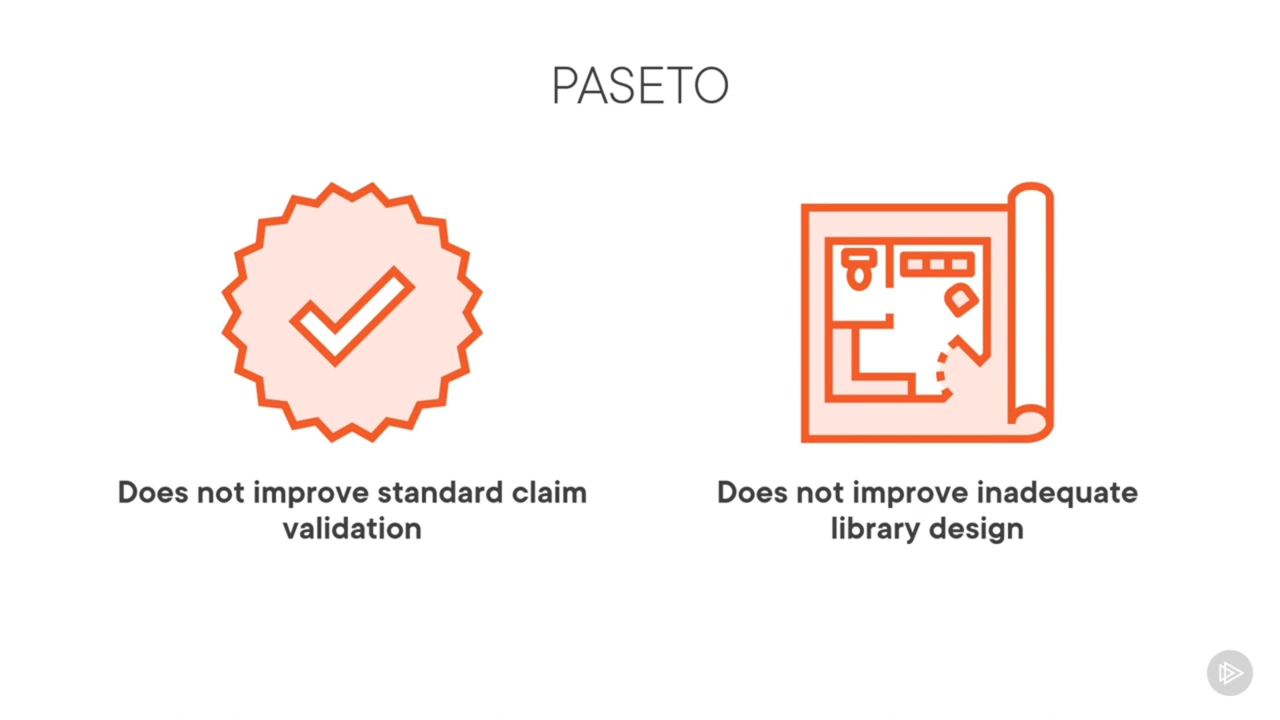 PASETO
Does not improve standard claim
validation
Does not improve inadequate
library design